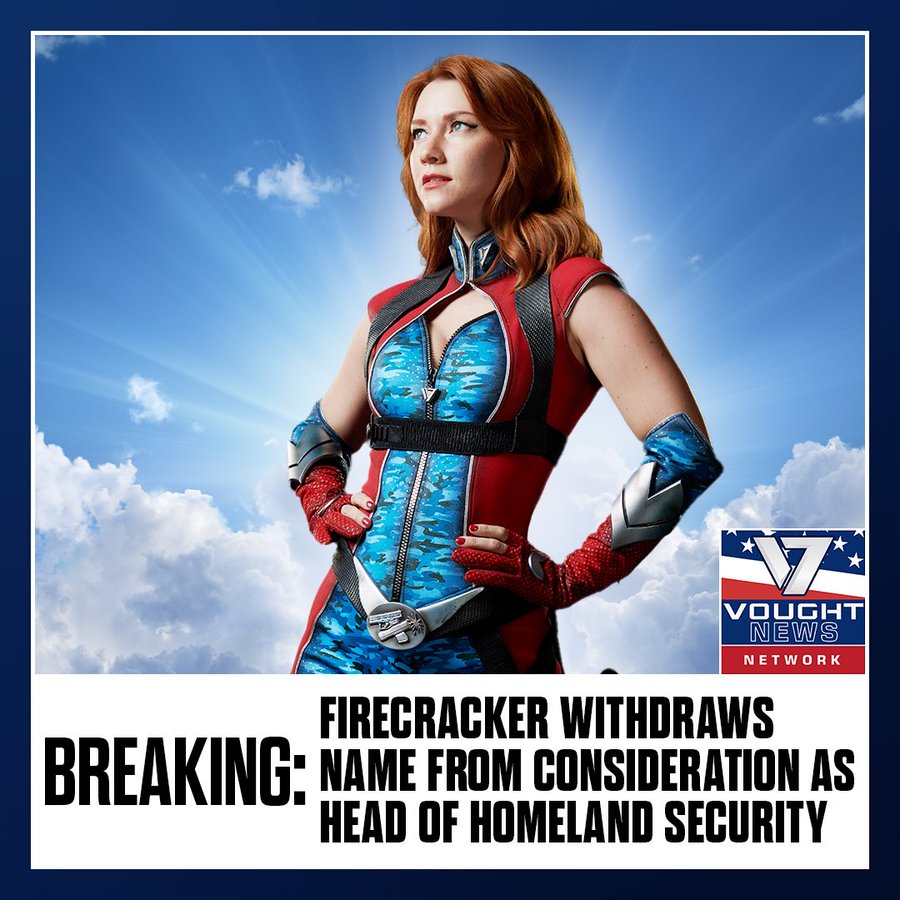 VOUGHT
NEWS
NETWORK
BREAKING:
FIRECRACKER WITHDRAWS
NAME FROM CONSIDERATION AS
HEAD OF HOMELAND SECURITY